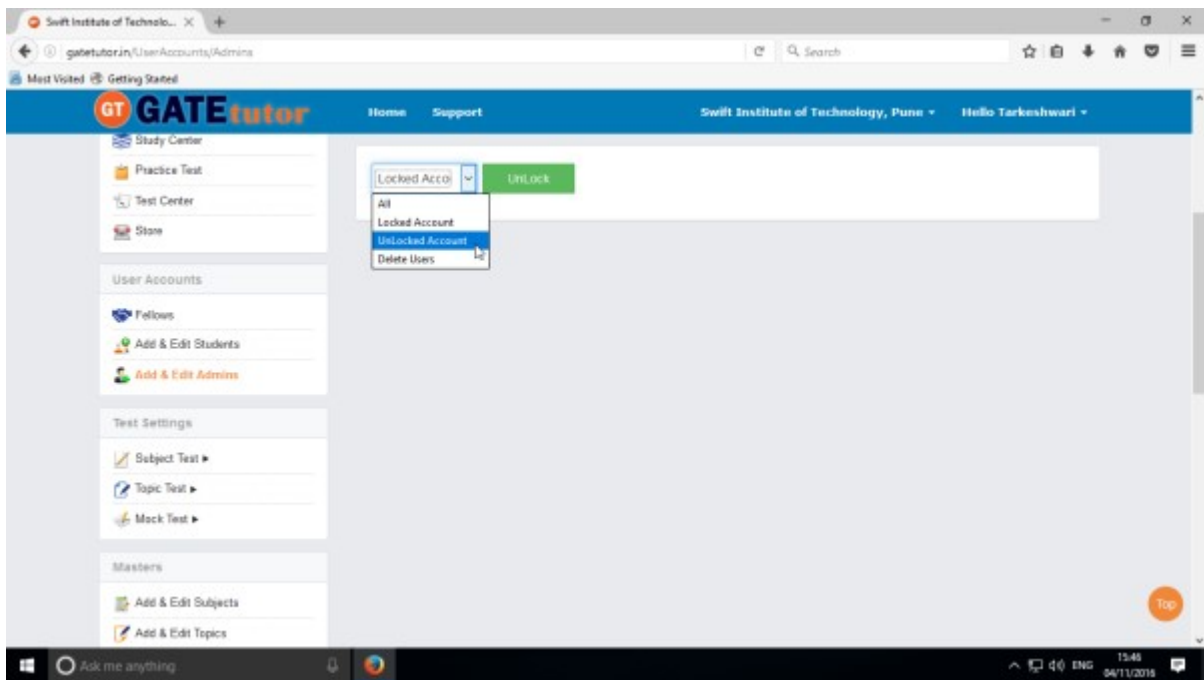 Swift Institute of Technolo...
gatetutor.in/UserAccounts/Admins
Search
Most Visited Getting Started
GT GATEtutor Home Support Swift Institute of Technology, Pune Hello Tarkeshwari
Study Center
Practice Test
Test Center
Store
Locked Acco UnLock
All
Locked Account
UnLocked Account
Delete Users
User Accounts
Fellows
Add & Edit Students
Add & Edit Admins
Test Settings
Subject Test
Topic Test
Mock Test
Masters
Add & Edit Subjects
Add & Edit Topics
Top
Ask me anything
ENG
15:46
04/11/2016